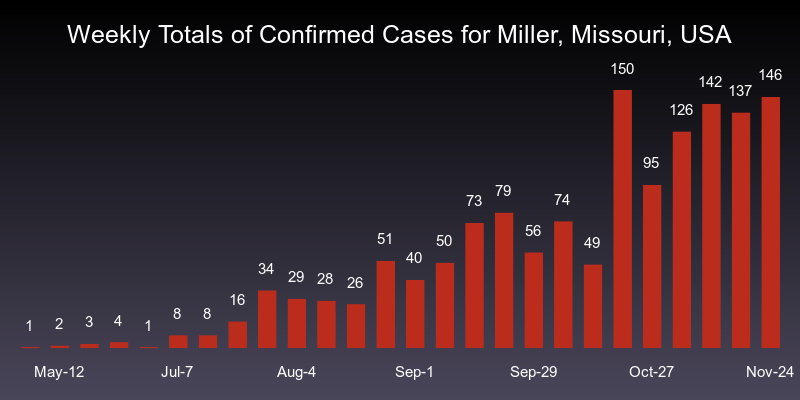 Weekly Totals of Confirmed Cases for Miller, Missouri, USA
1 2 3 4 1 8 8 16 34 29 28 26 51 40 50 73 79 56 74 49 150 95 126 142 137 146
May-12 Jul-7 Aug-4 Sep-1 Sep-29 Oct-27 Nov-24